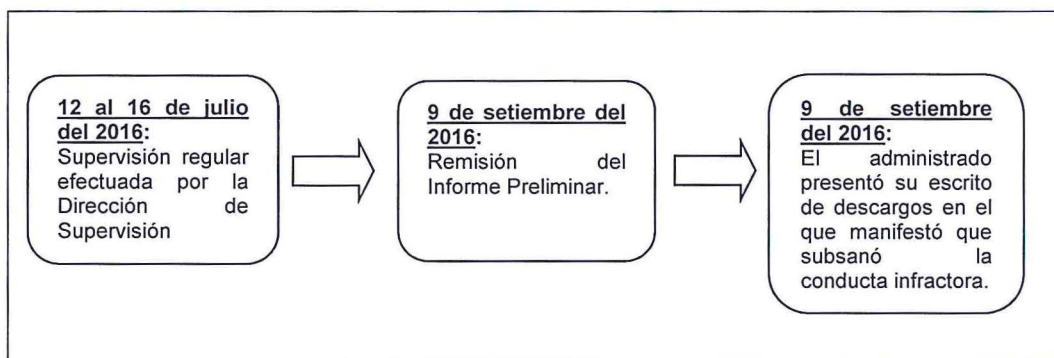 12 al 16 de julio
del 2016:
Supervisión regular
efectuada por la
Dirección de
Supervisión
9 de setiembre del
2016:
Remisión del
Informe Preliminar.
9 de setiembre
del 2016:
El administrado
presentó su escrito
de descargos en el
que manifestó que
subsanó la
conducta infractora.